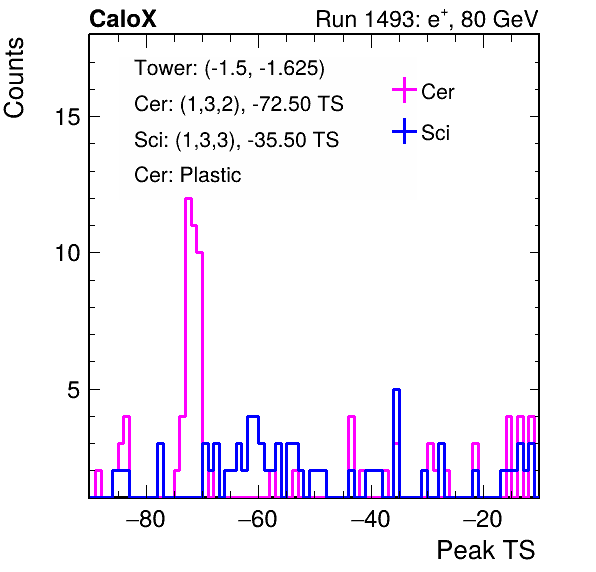 CaloX Run 1493: e⁺, 80 GeV
Counts
Tower: (-1.5, -1.625)
Cer: (1,3,2), -72.50 TS
Sci: (1,3,3), -35.50 TS
Cer: Plastic
Cer
Sci
15
10
5
−80 −60 −40 −20
Peak TS